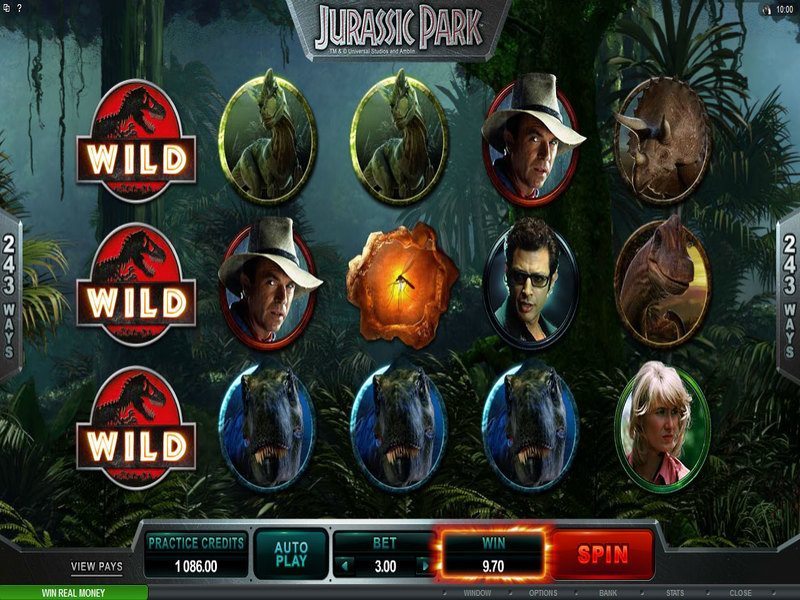 ?
10:00
JURASSIC PARK
TM & © Universal Studios and Amblin
WILD
WILD
WILD
243 WAYS
243 WAYS
VIEW PAYS
PRACTICE CREDITS
1 086.00
AUTO
PLAY
BET
3.00
WIN
9.70
SPIN
WIN REAL MONEY
WINDOW
OPTIONS
BANK
STATS
CLOSE